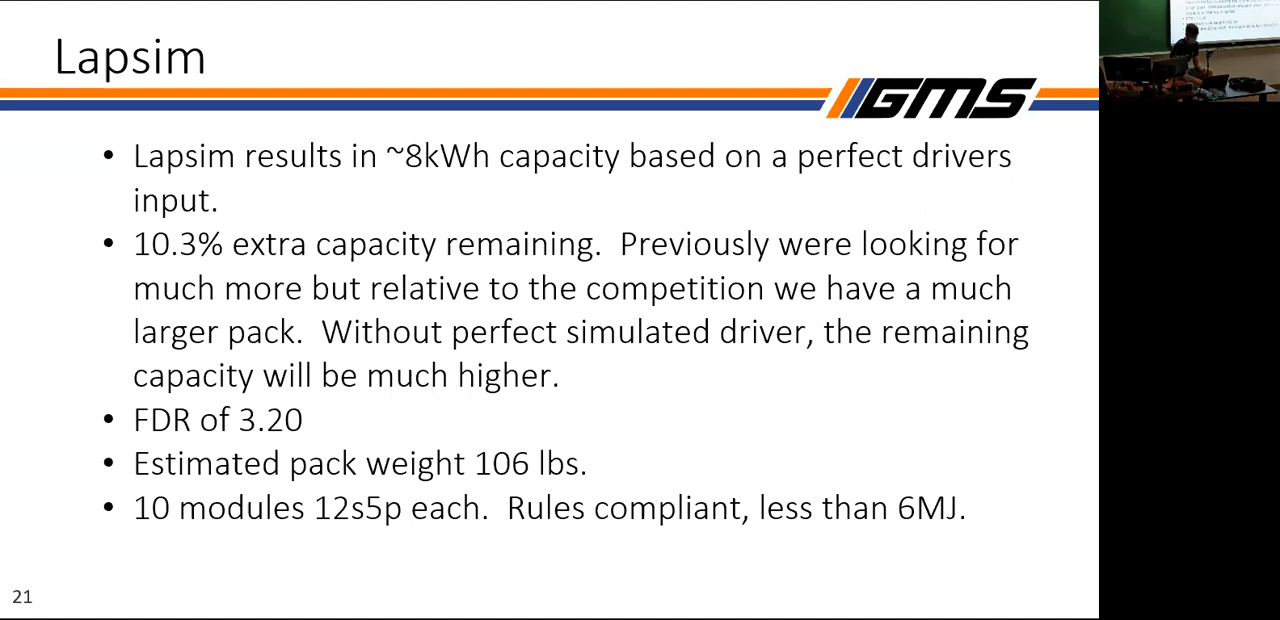 Lapsim
GMS
• Lapsim results in ~8kWh capacity based on a perfect drivers
input.
• 10.3% extra capacity remaining.  Previously were looking for
much more but relative to the competition we have a much
larger pack.  Without perfect simulated driver, the remaining
capacity will be much higher.
• FDR of 3.20
• Estimated pack weight 106 lbs.
• 10 modules 12s5p each.  Rules compliant, less than 6MJ.
21